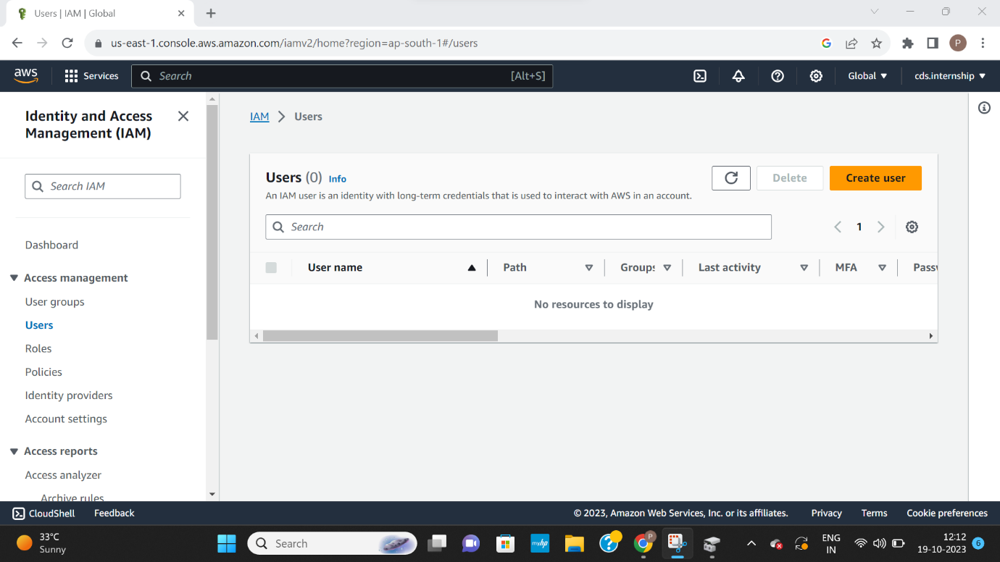 Users | IAM | Global
us-east-1.console.aws.amazon.com/iamv2/home?region=ap-south-1#/users
G
P
aws
Services
Search
[Alt+S]
Global
cds.internship
Identity and Access
Management (IAM)
Search IAM
Dashboard
Access management
User groups
Users
Roles
Policies
Identity providers
Account settings
Access reports
Access analyzer
Archive rules
IAM > Users
Users (0) Info
Delete
Create user
An IAM user is an identity with long-term credentials that is used to interact with AWS in an account.
Search
1
User name
Path
Groups
Last activity
MFA
Passw
No resources to display
CloudShell
Feedback
© 2023, Amazon Web Services, Inc. or its affiliates.
Privacy
Terms
Cookie preferences
33°C
Sunny
Search
myhp
P
ENG
IN
12:12
19-10-2023
6